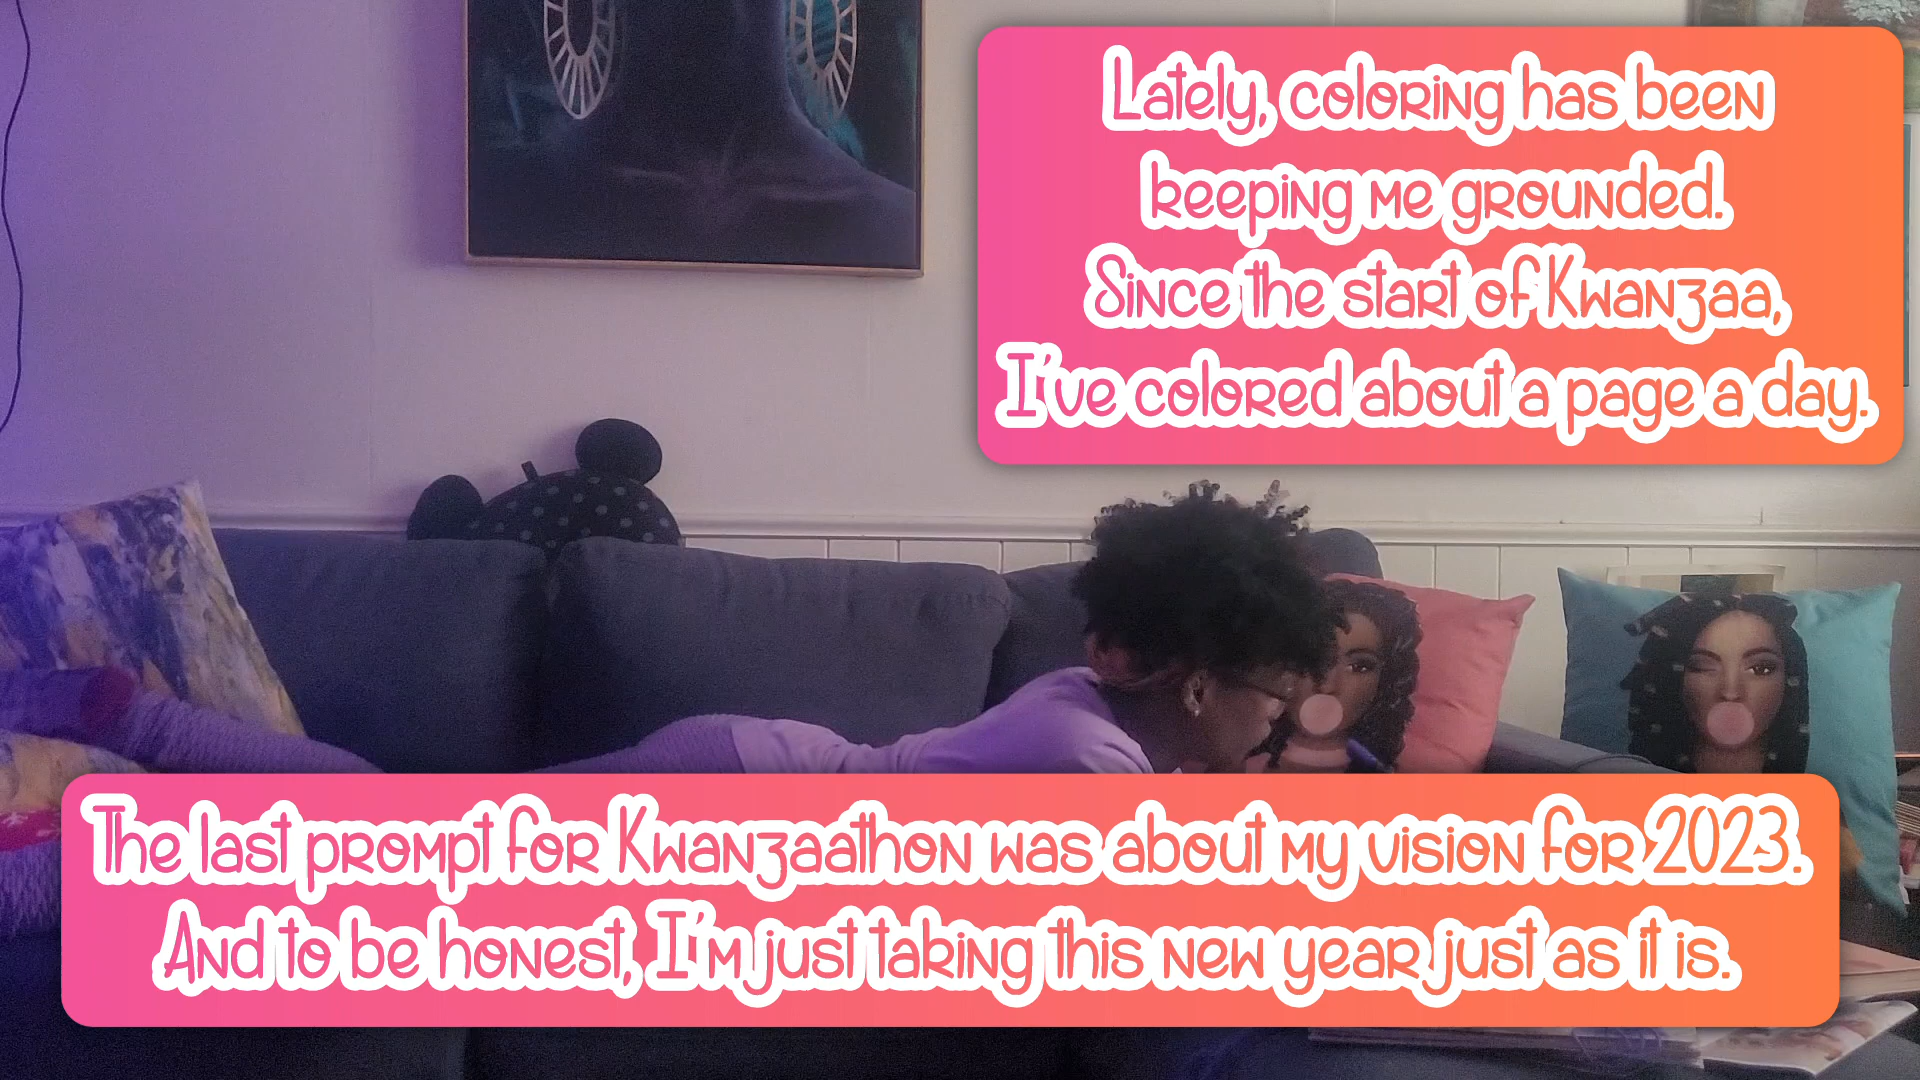 Lately, coloring has been
keeping me grounded.
Since the start of Kwanzaa,
I've colored about a page a day.
The last prompt for Kwanzaathon was about my vision for 2023.
And to be honest, I'm just taking this new year just as it is.